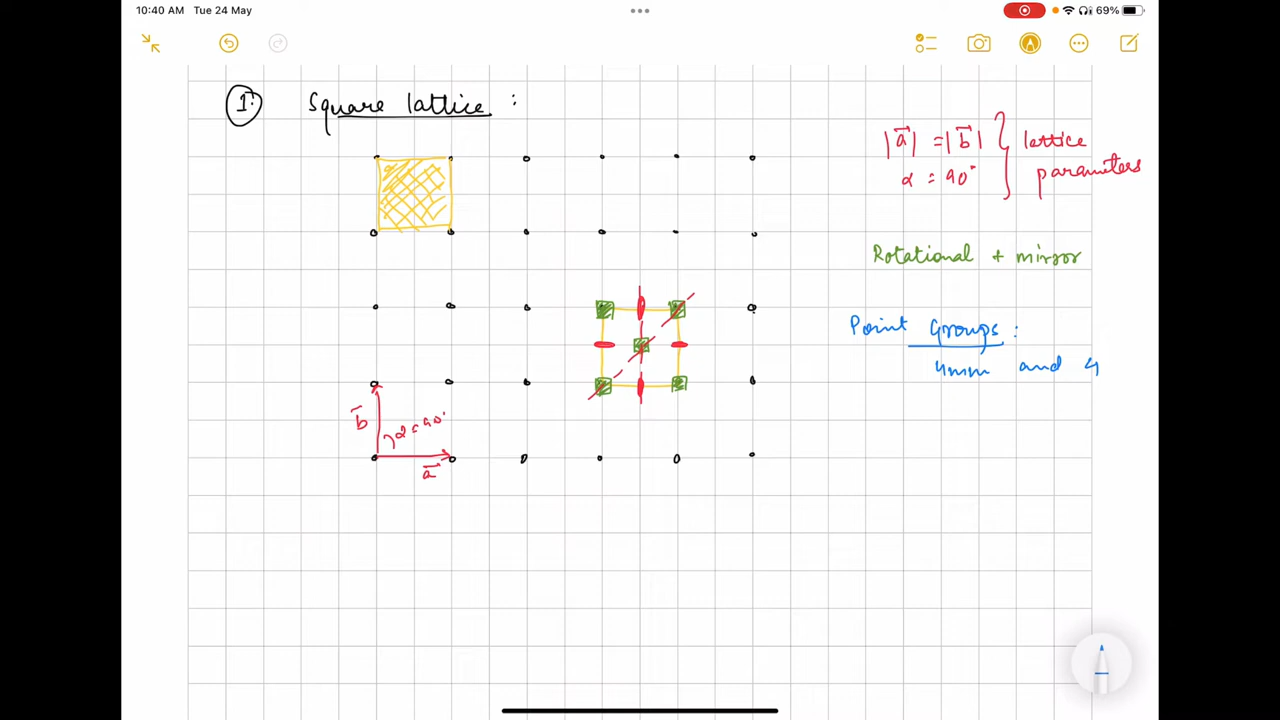 10:40 AM Tue 24 May
69%
I. Square lattice :
|a⃗| = |b⃗| } lattice
α = 90° parameters
Rotational + mirror
Point Groups :
4mm and 4
b⃗
α = 90°
a⃗